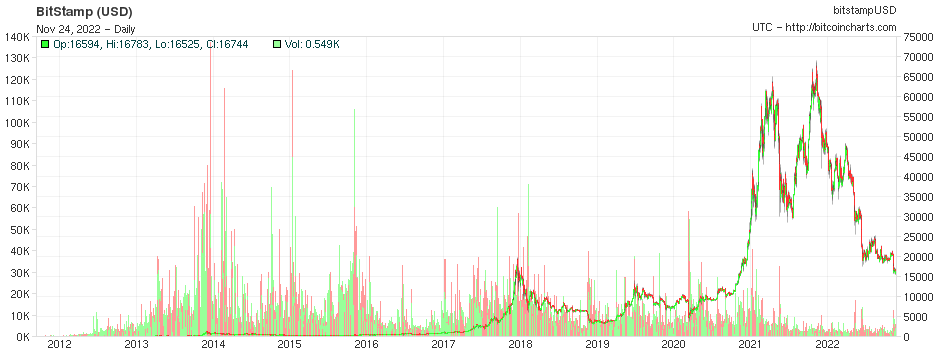 BitStamp (USD)
bitstampUSD
Nov 24, 2022 - Daily
UTC - http://bitcoincharts.com
Op:16594, Hi:16783, Lo:16525, Cl:16744
Vol: 0.549K
140K
130K
120K
110K
100K
90K
80K
70K
60K
50K
40K
30K
20K
10K
0K
75000
70000
65000
60000
55000
50000
45000
40000
35000
30000
25000
20000
15000
10000
5000
0
2012 2013 2014 2015 2016 2017 2018 2019 2020 2021 2022